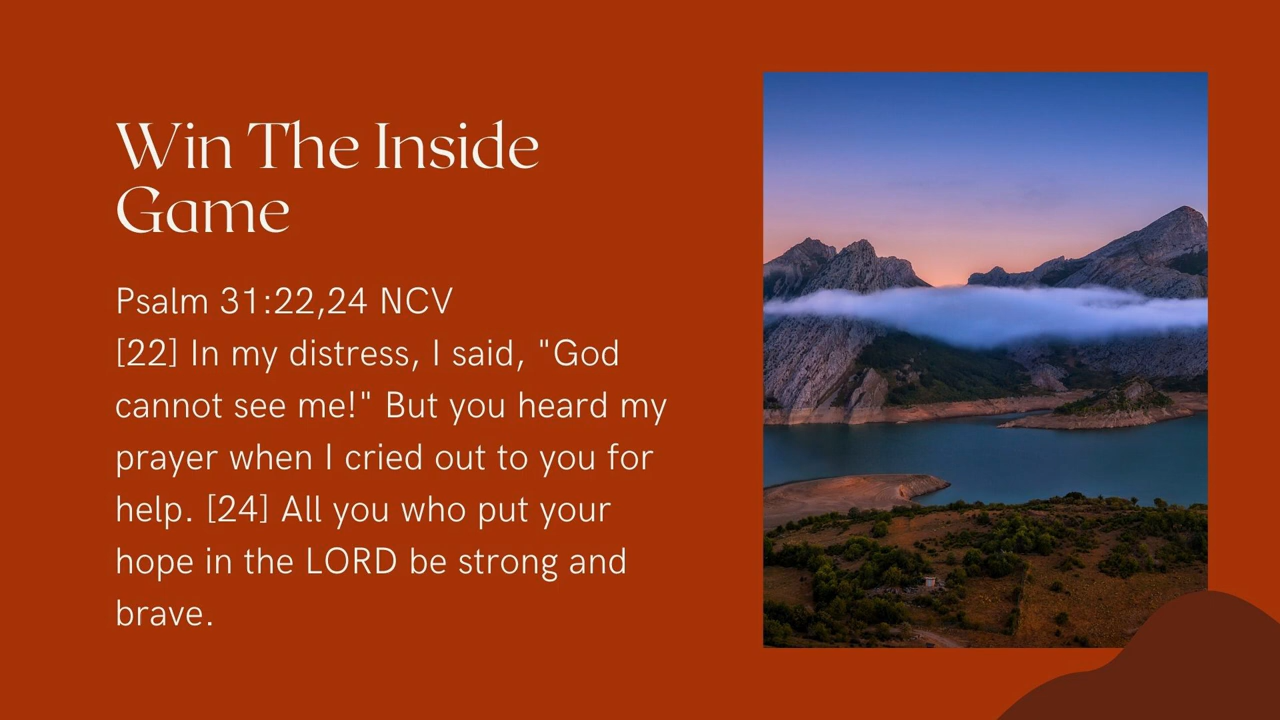 Win The Inside
Game
Psalm 31:22,24 NCV
[22] In my distress, I said, "God
cannot see me!" But you heard my
prayer when I cried out to you for
help. [24] All you who put your
hope in the LORD be strong and
brave.